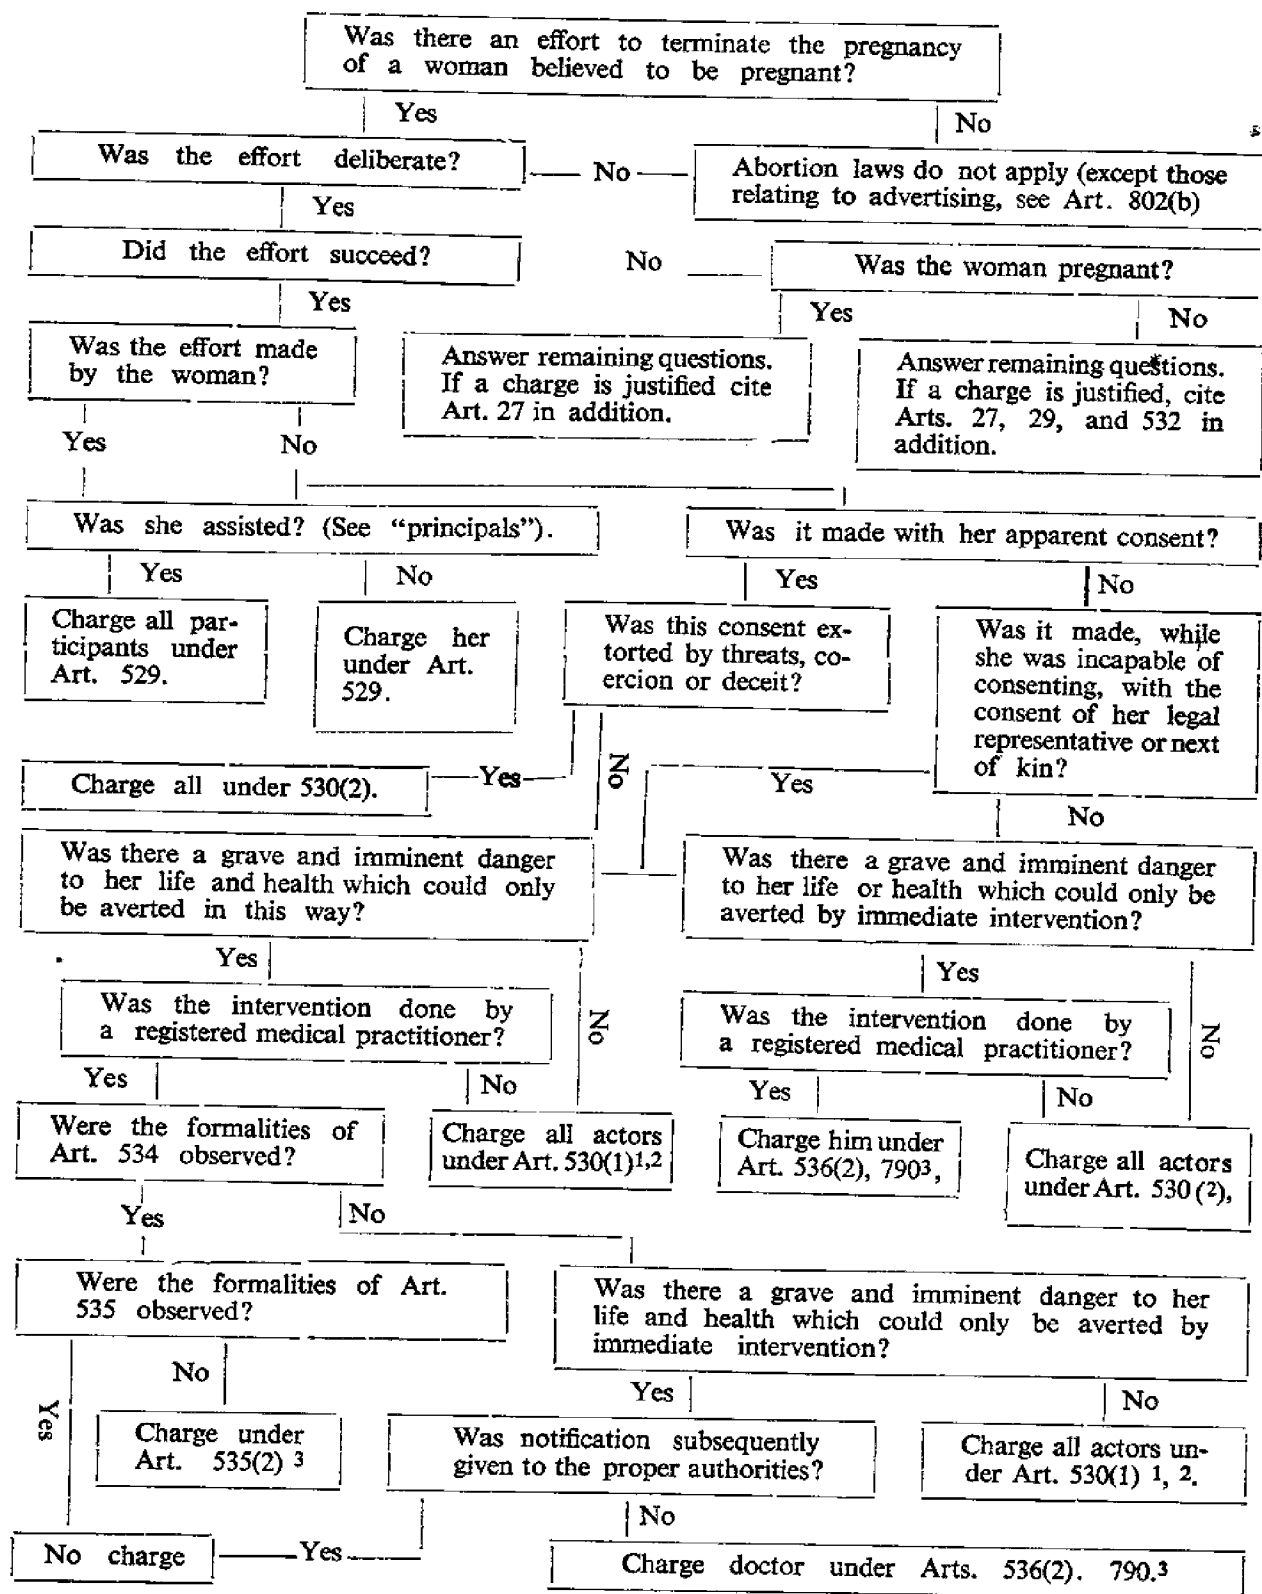 Was there an effort to terminate the pregnancy
of a woman believed to be pregnant?
Yes
No
Was the effort deliberate?
No
Abortion laws do not apply (except those
relating to advertising, see Art. 802(b)
Yes
Did the effort succeed?
No
Was the woman pregnant?
Yes
Yes
No
Was the effort made
by the woman?
Answer remaining questions.
If a charge is justified cite
Art. 27 in addition.
Answer remaining questions.
If a charge is justified, cite
Arts. 27, 29, and 532 in
addition.
Yes
No
Was she assisted? (See “principals”).
Was it made with her apparent consent?
Yes
No
Yes
No
Charge all par-
ticipants under
Art. 529.
Charge her
under Art.
529.
Was this consent ex-
torted by threats, co-
ercion or deceit?
Was it made, while
she was incapable of
consenting, with the
consent of her legal
representative or next
of kin?
Charge all under 530(2).
Yes
No
Yes
No
Was there a grave and imminent danger
to her life and health which could only
be averted in this way?
Was there a grave and imminent danger
to her life or health which could only be
averted by immediate intervention?
Yes
No
Yes
No
Was the intervention done by
a registered medical practitioner?
Was the intervention done by
a registered medical practitioner?
Yes
No
Yes
No
Were the formalities of
Art. 534 observed?
Charge all actors
under Art. 530(1)1,2
Charge him under
Art. 536(2), 7903,
Charge all actors
under Art. 530 (2),
Yes
No
Were the formalities of Art.
535 observed?
Was there a grave and imminent danger to her
life and health which could only be averted by
immediate intervention?
Yes
No
Yes
No
Charge under
Art. 535(2) 3
Was notification subsequently
given to the proper authorities?
Charge all actors un-
der Art. 530(1) 1, 2.
No
No charge
Yes
Charge doctor under Arts. 536(2). 790.3